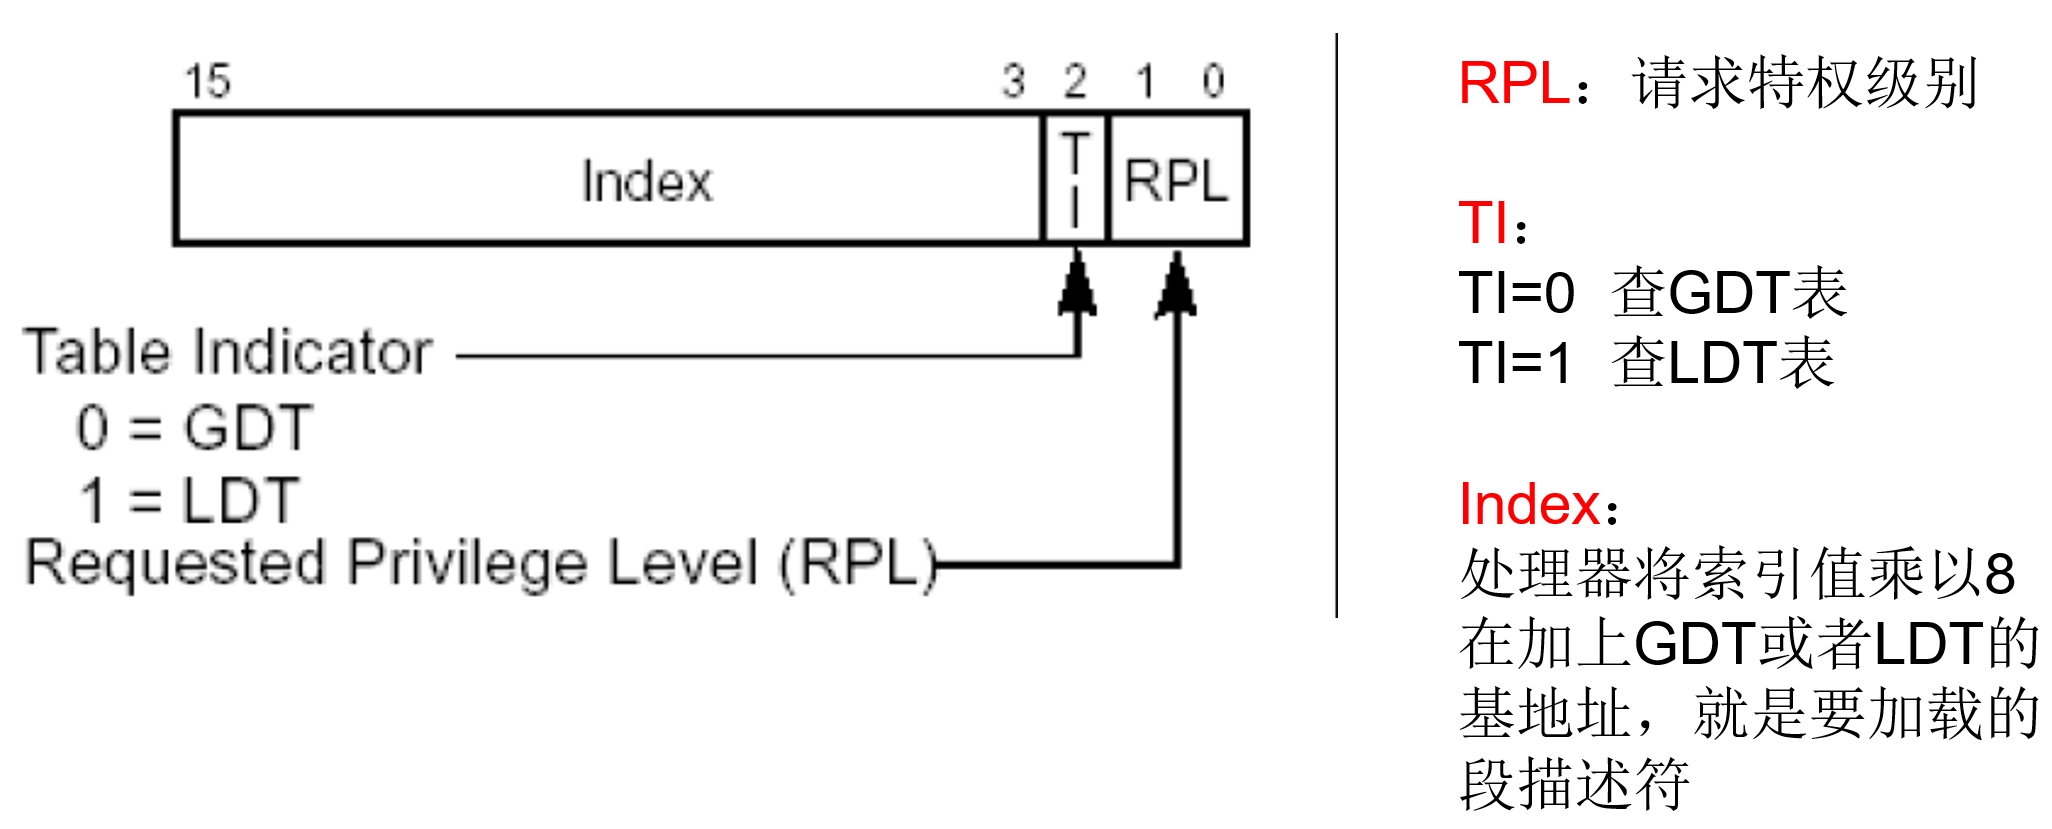 15 3 2 1 0
Index TI RPL
Table Indicator
0 = GDT
1 = LDT
Requested Privilege Level (RPL)
RPL：请求特权级别
TI：
TI=0 查GDT表
TI=1 查LDT表
Index：
处理器将索引值乘以8
在加上GDT或者LDT的
基地址，就是要加载的
段描述符